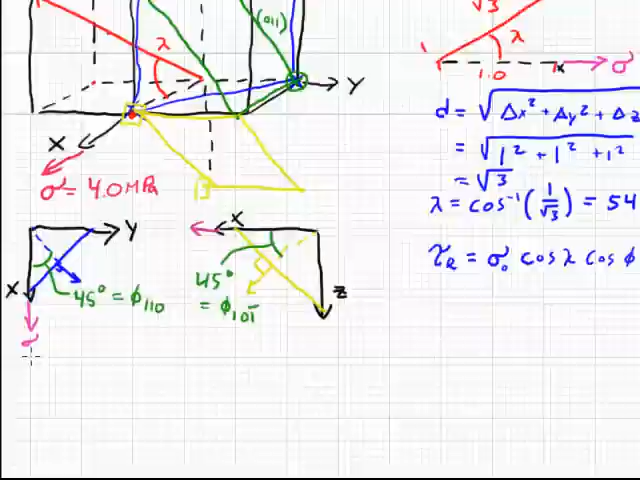 √3
(011)
λ
λ
1.0
σ
Y
X
σ = 4.0 MPa
d = √Δx² + Δy² + Δz
= √1² + 1² + 1²
= √3
λ = cos⁻¹(1/√3) = 54
τR = σ₀ cos λ cos ϕ
Y
X
45° = ϕ110
σ
X
45°
= ϕ101̄
Z